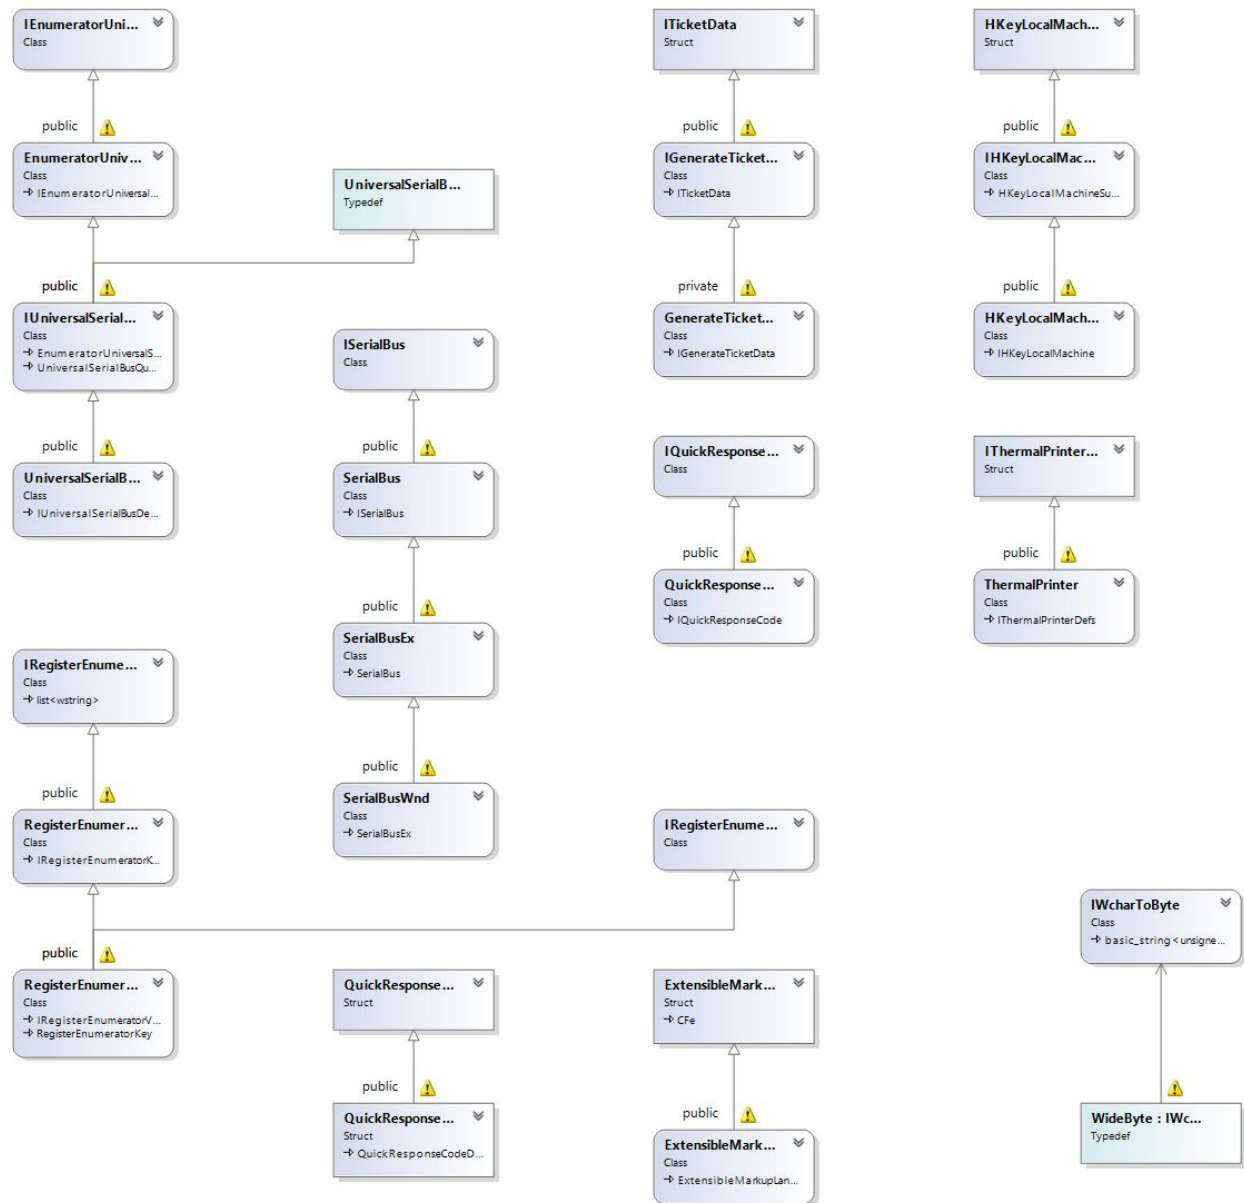 IEnumeratorUni...
Class
public
EnumeratorUniv...
Class
IEnumeratorUniversal...
public
IUniversalSerial...
Class
EnumeratorUniversalS...
UniversalSerialBusQu...
public
UniversalSerialB...
Class
IUniversalSerialBusDe...
IRegisterEnume...
Class
list<wstring>
public
RegisterEnumer...
Class
IRegisterEnumeratorK...
public
RegisterEnumer...
Class
IRegisterEnumeratorV...
RegisterEnumeratorKey
UniversalSerialB...
Typedef
ISerialBus
Class
public
SerialBus
Class
ISerialBus
public
SerialBusEx
Class
SerialBus
public
SerialBusWnd
Class
SerialBusEx
QuickResponse...
Struct
public
QuickResponse...
Struct
QuickResponseCodeD...
ITicketData
Struct
public
IGenerateTicket...
Class
ITicketData
private
GenerateTicket...
Class
IGenerateTicketData
IQuickResponse...
Class
public
QuickResponse...
Class
IQuickResponseCode
IRegisterEnume...
Class
ExtensibleMark...
Struct
CFe
public
ExtensibleMark...
Class
ExtensibleMarkupLan...
HKeyLocalMach...
Struct
public
IHKeyLocalMac...
Class
HKeyLocalMachineSu...
public
HKeyLocalMach...
Class
IHKeyLocalMachine
IThermalPrinter...
Struct
public
ThermalPrinter
Class
IThermalPrinterDefs
IWcharToByte
Class
basic_string<unsigne...
WideByte : IWc...
Typedef